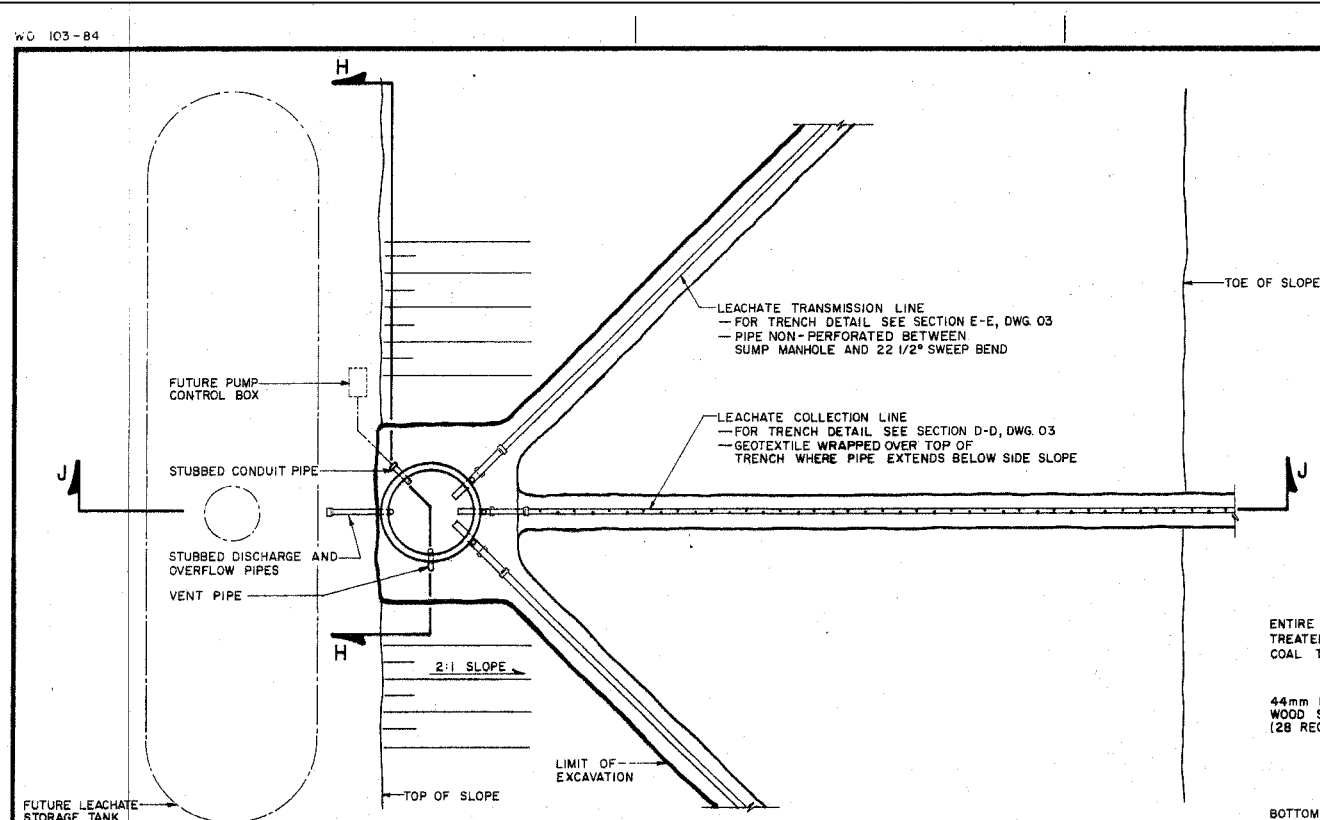 WO 103-84
H
TOE OF SLOPE
LEACHATE TRANSMISSION LINE
— FOR TRENCH DETAIL SEE SECTION E-E, DWG. 03
— PIPE NON-PERFORATED BETWEEN
SUMP MANHOLE AND 22 1/2° SWEEP BEND
FUTURE PUMP
CONTROL BOX
LEACHATE COLLECTION LINE
— FOR TRENCH DETAIL SEE SECTION D-D, DWG. 03
— GEOTEXTILE WRAPPED OVER TOP OF
TRENCH WHERE PIPE EXTENDS BELOW SIDE SLOPE
J
STUBBED CONDUIT PIPE
J
STUBBED DISCHARGE AND
OVERFLOW PIPES
VENT PIPE
H
2:1 SLOPE
ENTIRE
TREATE
COAL T
44mm
WOOD S
(28 REQ
LIMIT OF
EXCAVATION
TOP OF SLOPE
FUTURE LEACHATE
STORAGE TANK
BOTTOM